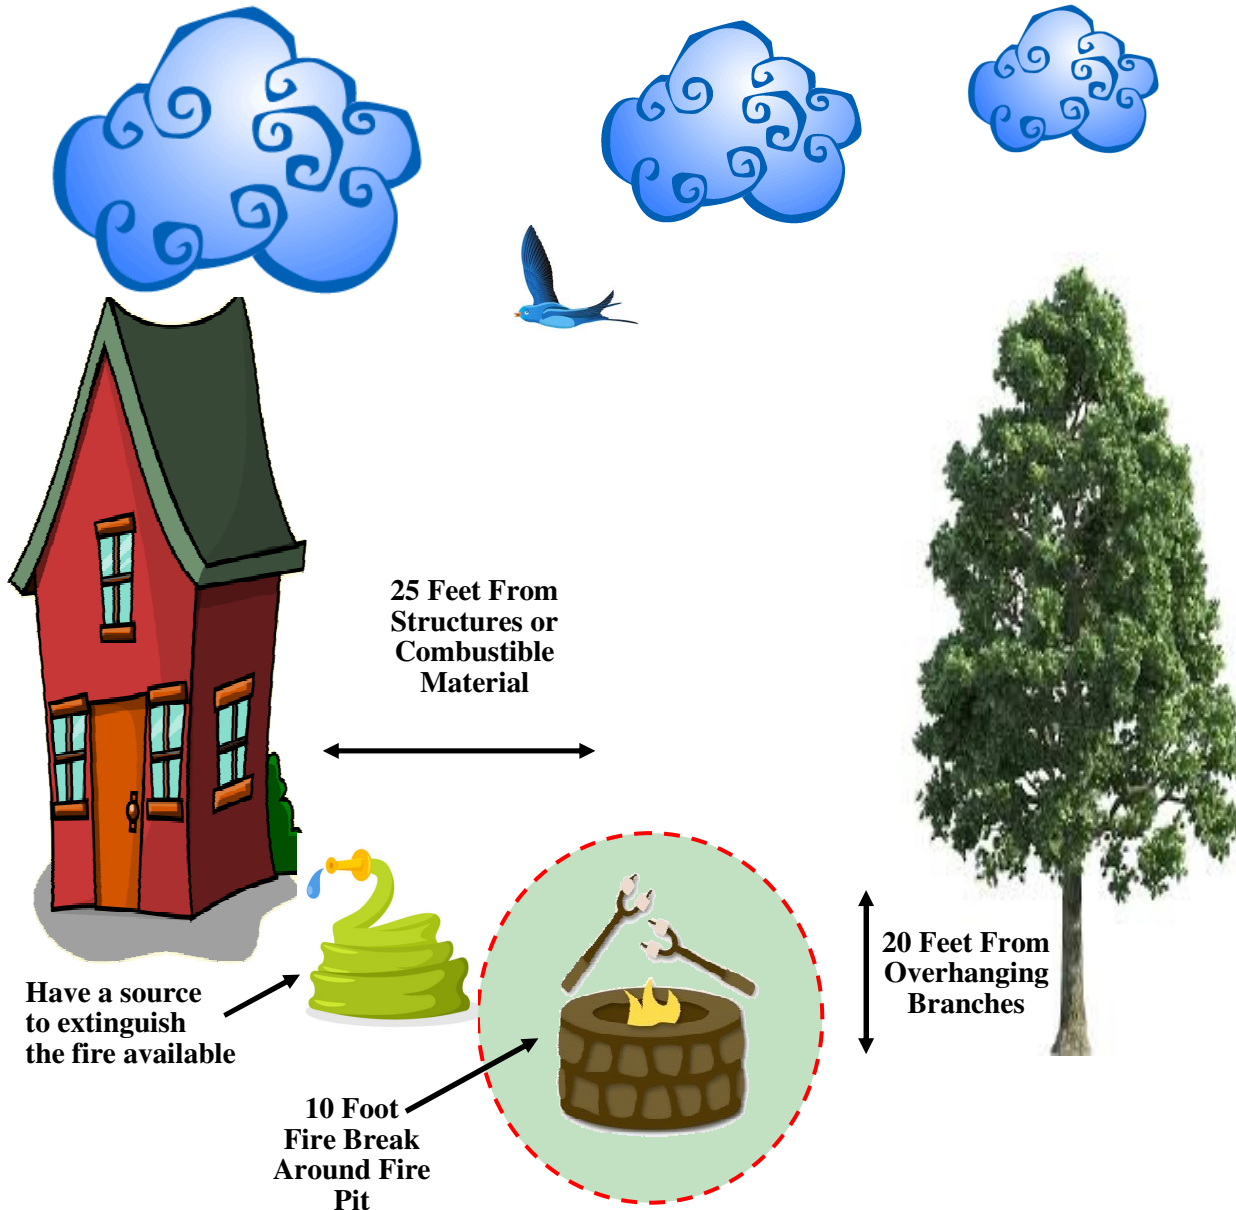 25 Feet From
Structures or
Combustible
Material
20 Feet From
Overhanging
Branches
Have a source
to extinguish
the fire available
10 Foot
Fire Break
Around Fire
Pit